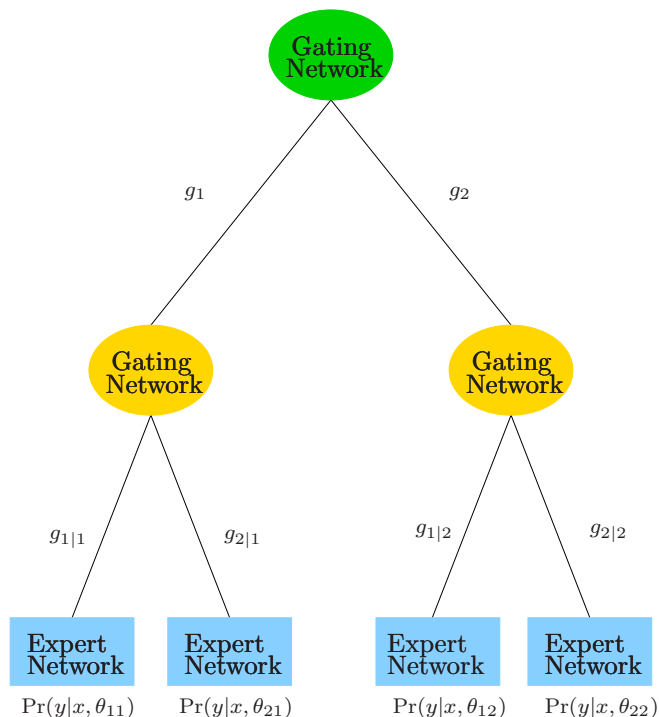 Gating
Network
g₁ g₂
Gating
Network
Gating
Network
g₁|₁ g₂|₁ g₁|₂ g₂|₂
Expert
Network
Expert
Network
Expert
Network
Expert
Network
Pr(y|x, θ₁₁) Pr(y|x, θ₂₁) Pr(y|x, θ₁₂) Pr(y|x, θ₂₂)